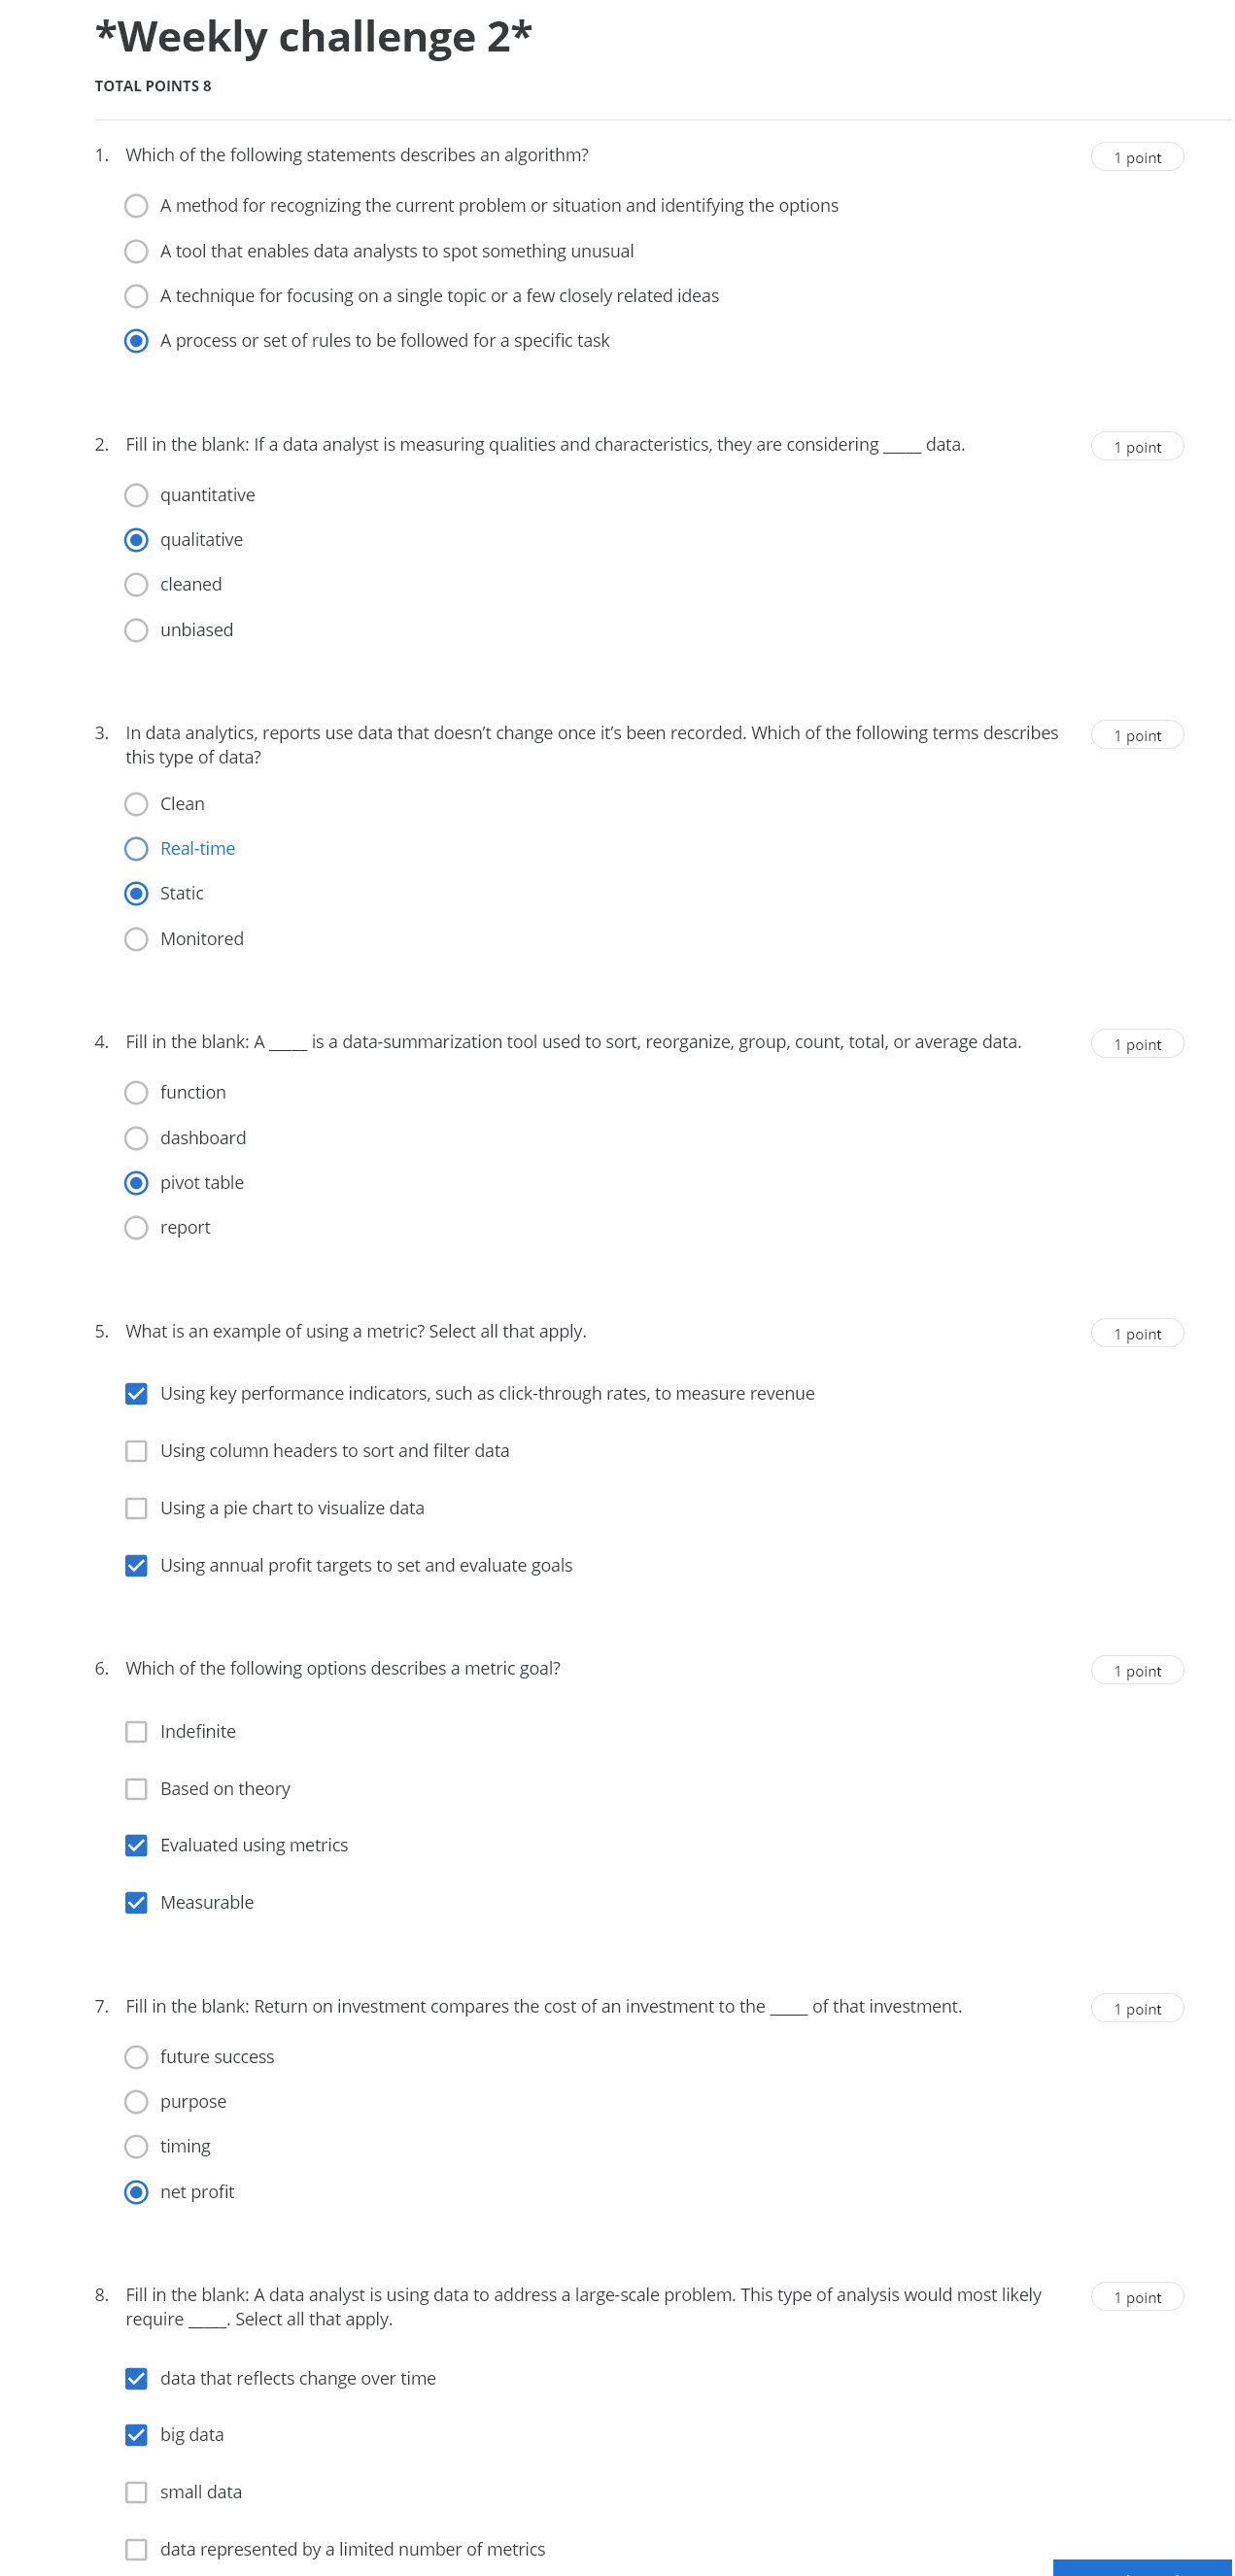 *Weekly challenge 2*
TOTAL POINTS 8
1. Which of the following statements describes an algorithm? 1 point
A method for recognizing the current problem or situation and identifying the options
A tool that enables data analysts to spot something unusual
A technique for focusing on a single topic or a few closely related ideas
A process or set of rules to be followed for a specific task
2. Fill in the blank: If a data analyst is measuring qualities and characteristics, they are considering _____ data. 1 point
quantitative
qualitative
cleaned
unbiased
3. In data analytics, reports use data that doesn’t change once it’s been recorded. Which of the following terms describes 1 point
this type of data?
Clean
Real-time
Static
Monitored
4. Fill in the blank: A _____ is a data-summarization tool used to sort, reorganize, group, count, total, or average data. 1 point
function
dashboard
pivot table
report
5. What is an example of using a metric? Select all that apply. 1 point
Using key performance indicators, such as click-through rates, to measure revenue
Using column headers to sort and filter data
Using a pie chart to visualize data
Using annual profit targets to set and evaluate goals
6. Which of the following options describes a metric goal? 1 point
Indefinite
Based on theory
Evaluated using metrics
Measurable
7. Fill in the blank: Return on investment compares the cost of an investment to the _____ of that investment. 1 point
future success
purpose
timing
net profit
8. Fill in the blank: A data analyst is using data to address a large-scale problem. This type of analysis would most likely 1 point
require _____. Select all that apply.
data that reflects change over time
big data
small data
data represented by a limited number of metrics